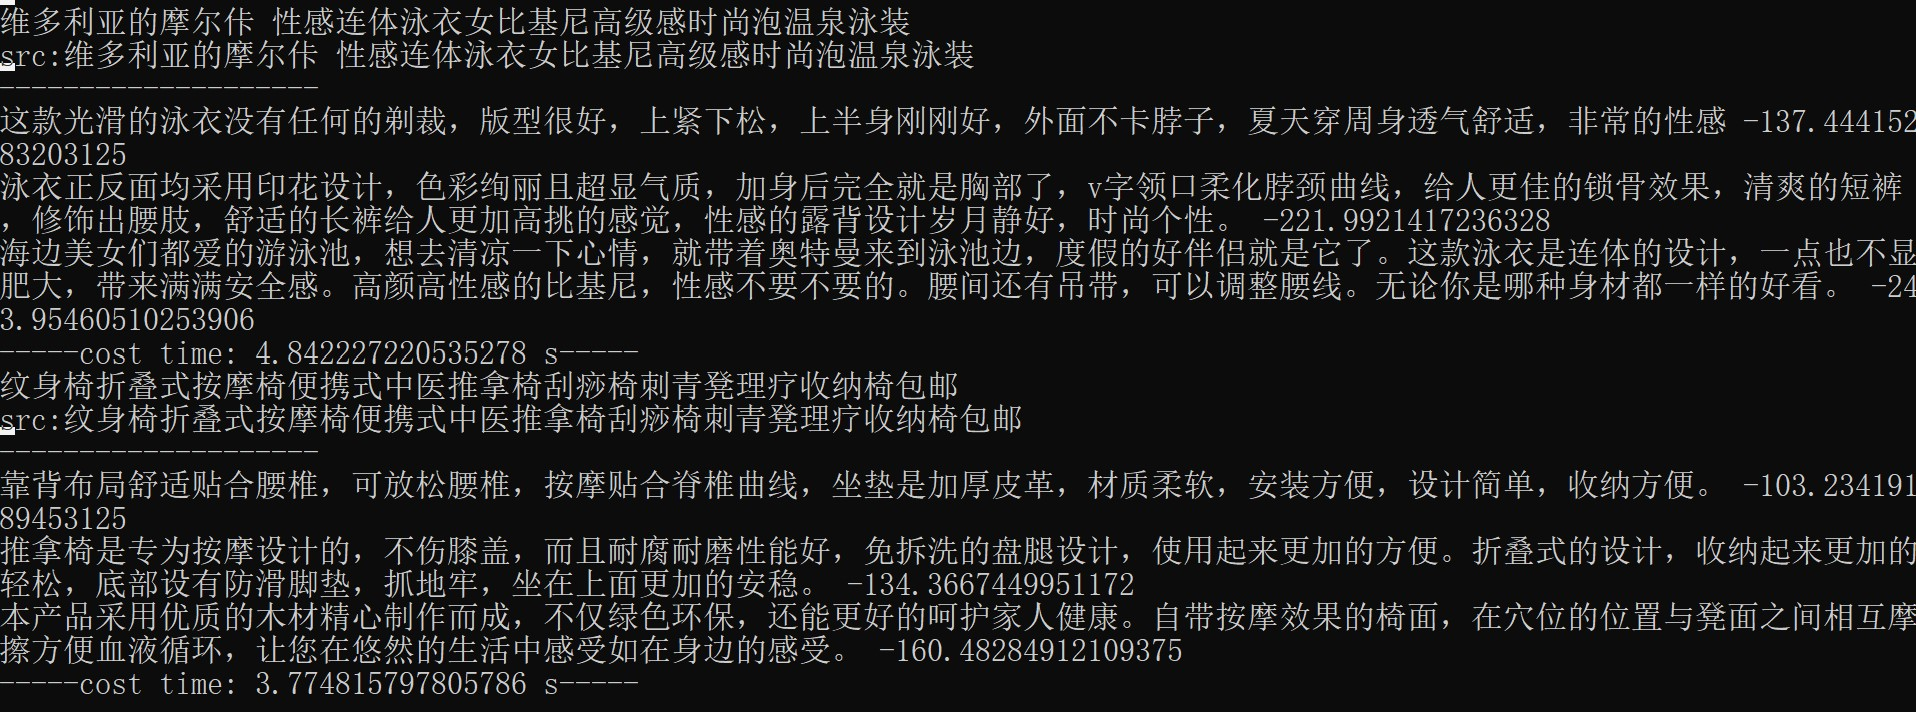 维多利亚的摩尔佧 性感连体泳衣女比基尼高级感时尚泡温泉泳装
src:维多利亚的摩尔佧 性感连体泳衣女比基尼高级感时尚泡温泉泳装
--------------------
这款光滑的泳衣没有任何的剃裁，版型很好，上紧下松，上半身刚刚好，外面不卡脖子，夏天穿周身透气舒适，非常的性感 -137.444152
83203125
泳衣正反面均采用印花设计，色彩绚丽且超显气质，加身后完全就是胸部了，v字领口柔化脖颈曲线，给人更佳的锁骨效果，清爽的短裤
，修饰出腰肢，舒适的长裤给人更加高挑的感觉，性感的露背设计岁月静好，时尚个性。 -221.9921417236328
海边美女们都爱的游泳池，想去清凉一下心情，就带着奥特曼来到泳池边，度假的好伴侣就是它了。这款泳衣是连体的设计，一点也不显
肥大，带来满满安全感。高颜高性感的比基尼，性感不要不要的。腰间还有吊带，可以调整腰线。无论你是哪种身材都一样的好看。 -24
3.95460510253906
-----cost time: 4.842227220535278 s-----
纹身椅折叠式按摩椅便携式中医推拿椅刮痧椅刺青凳理疗收纳椅包邮
src:纹身椅折叠式按摩椅便携式中医推拿椅刮痧椅刺青凳理疗收纳椅包邮
--------------------
靠背布局舒适贴合腰椎，可放松腰椎，按摩贴合脊椎曲线，坐垫是加厚皮革，材质柔软，安装方便，设计简单，收纳方便。 -103.234191
89453125
推拿椅是专为按摩设计的，不伤膝盖，而且耐腐耐磨性能好，免拆洗的盘腿设计，使用起来更加的方便。折叠式的设计，收纳起来更加的
轻松，底部设有防滑脚垫，抓地牢，坐在上面更加的安稳。 -134.3667449951172
本产品采用优质的木材精心制作而成，不仅绿色环保，还能更好的呵护家人健康。自带按摩效果的椅面，在穴位的位置与凳面之间相互摩
擦方便血液循环，让您在悠然的生活中感受如在身边的感受。 -160.48284912109375
-----cost time: 3.774815797805786 s-----